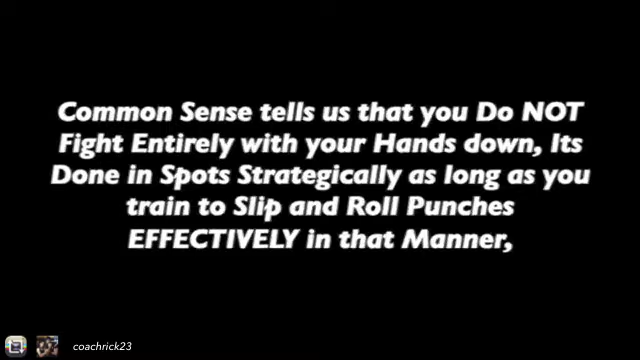 Common Sense tells us that you Do NOT
Fight Entirely with your Hands down, Its
Done in Spots Strategically as long as you
train to Slip and Roll Punches
EFFECTIVELY in that Manner,
coachrick23